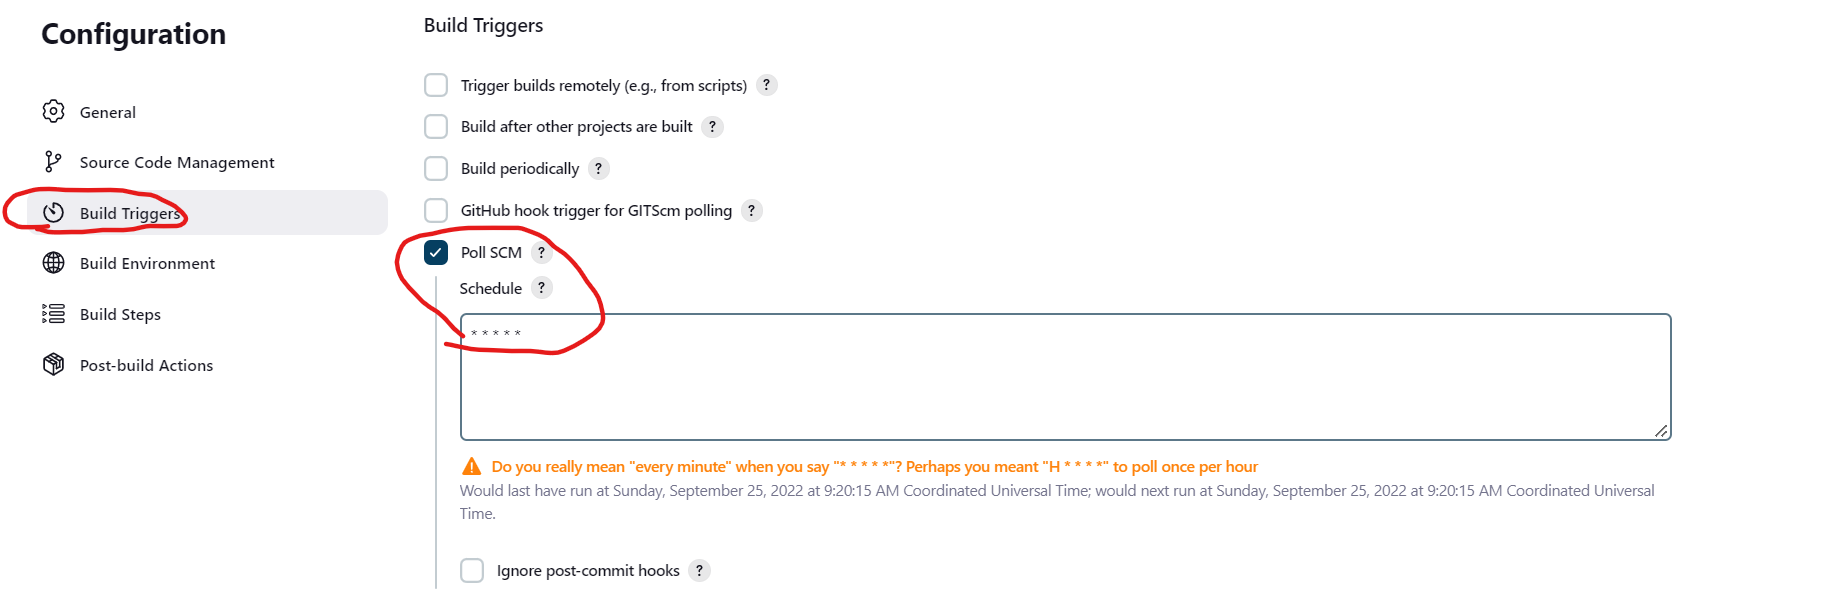 Configuration
General
Source Code Management
Build Triggers
Build Environment
Build Steps
Post-build Actions
Build Triggers
Trigger builds remotely (e.g., from scripts) ?
Build after other projects are built ?
Build periodically ?
GitHub hook trigger for GITScm polling ?
Poll SCM ?
Schedule ?
* * * * *
Do you really mean "every minute" when you say "* * * * *"? Perhaps you meant "H * * * *" to poll once per hour
Would last have run at Sunday, September 25, 2022 at 9:20:15 AM Coordinated Universal Time; would next run at Sunday, September 25, 2022 at 9:20:15 AM Coordinated Universal
Time.
Ignore post-commit hooks ?